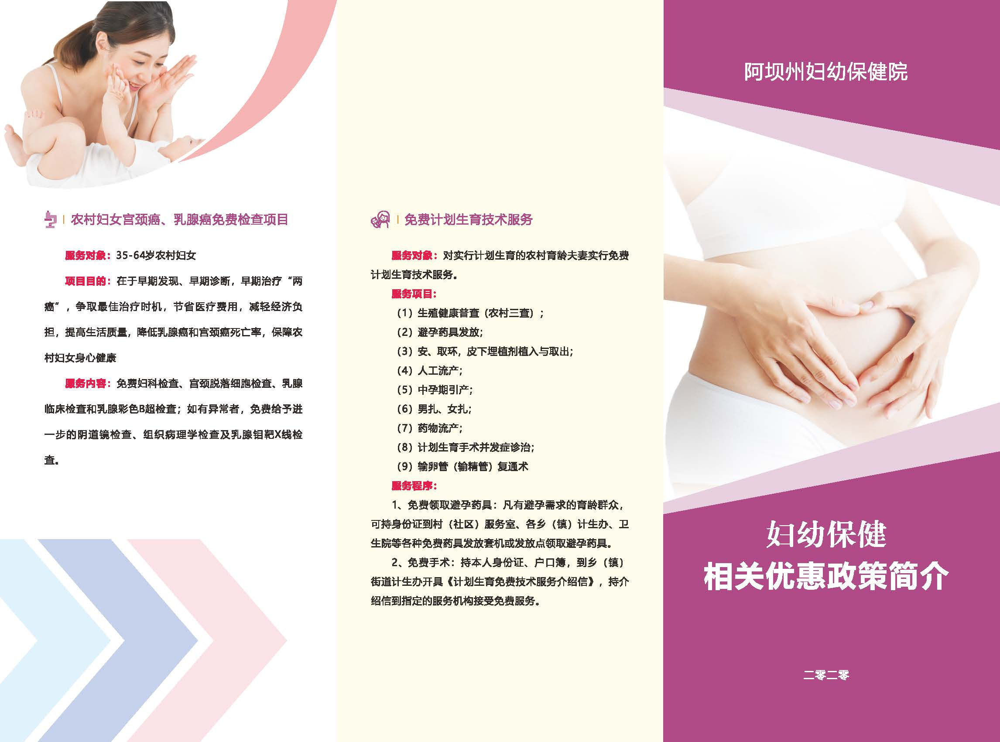 农村妇女宫颈癌、乳腺癌免费检查项目
服务对象：35-64岁农村妇女
项目目的：在于早期发现、早期诊断，早期治疗“两
癌”，争取最佳治疗时机，节省医疗费用，减轻经济负
担，提高生活质量，降低乳腺癌和宫颈癌死亡率，保障农
村妇女身心健康
服务内容：免费妇科检查、宫颈脱落细胞检查、乳腺
临床检查和乳腺彩色B超检查；如有异常者，免费给予进
一步的阴道镜检查、组织病理学检查及乳腺钼靶X线检
查。
免费计划生育技术服务
服务对象：对实行计划生育的农村育龄夫妻实行免费
计划生育技术服务。
服务项目：
（1）生殖健康普查（农村三查）；
（2）避孕药具发放；
（3）安、取环，皮下埋植剂植入与取出；
（4）人工流产；
（5）中孕期引产；
（6）男扎、女扎；
（7）药物流产；
（8）计划生育手术并发症诊治；
（9）输卵管（输精管）复通术
服务程序：
1、免费领取避孕药具：凡有避孕需求的育龄群众，
可持身份证到村（社区）服务室、各乡（镇）计生办、卫
生院等各种免费药具发放套机或发放点领取避孕药具。
2、免费手术：持本人身份证、户口簿，到乡（镇）
街道计生办开具《计划生育免费技术服务介绍信》，持介
绍信到指定的服务机构接受免费服务。
阿坝州妇幼保健院
妇幼保健
相关优惠政策简介
二零二零